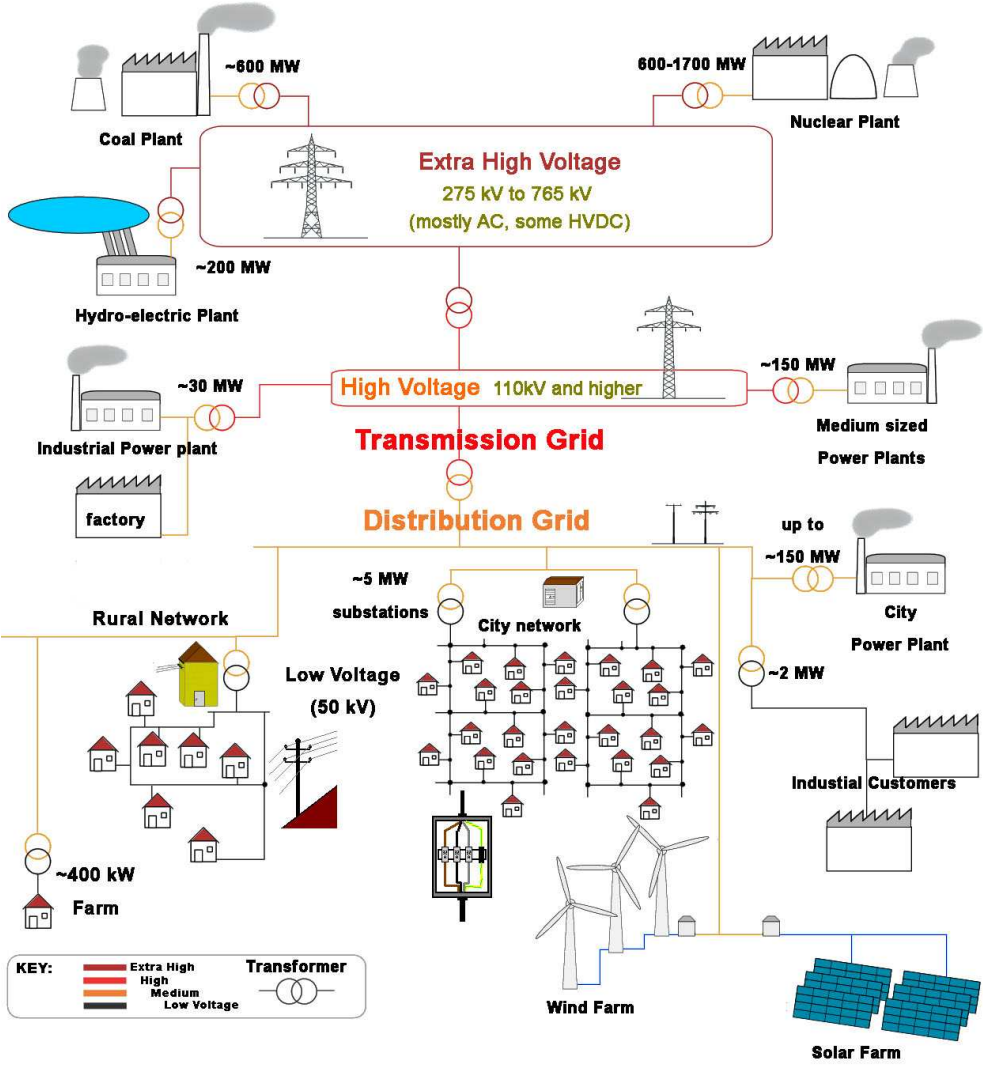 ~600 MW
600-1700 MW
Coal Plant
Nuclear Plant
Extra High Voltage
275 kV to 765 kV
(mostly AC, some HVDC)
~200 MW
Hydro-electric Plant
~30 MW
High Voltage 110kV and higher
~150 MW
Industrial Power plant
Medium sized
Power Plants
Transmission Grid
factory
Distribution Grid
up to
~150 MW
~5 MW
substations
City
Power Plant
Rural Network
City network
Low Voltage
(50 kV)
~2 MW
Industial Customers
~400 kW
Farm
KEY:
Extra High
High
Medium
Low Voltage
Transformer
Wind Farm
Solar Farm